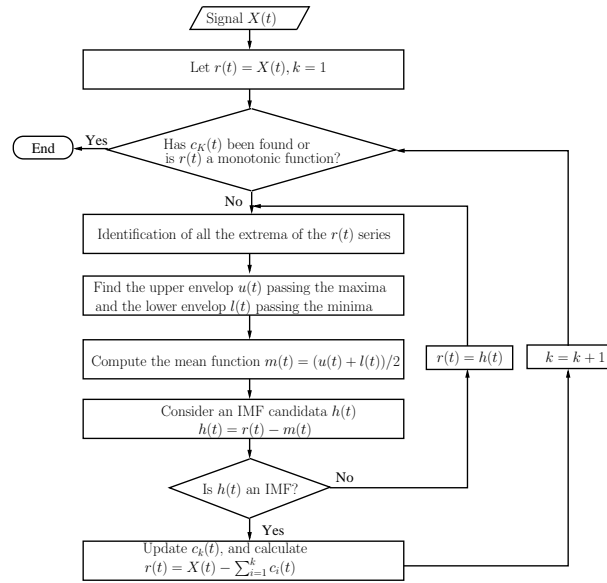 Signal X(t)
Let r(t) = X(t), k = 1
Has c_K(t) been found or
is r(t) a monotonic function?
Yes
End
No
Identification of all the extrema of the r(t) series
Find the upper envelop u(t) passing the maxima
and the lower envelop l(t) passing the minima
Compute the mean function m(t) = (u(t) + l(t))/2
r(t) = h(t)
k = k + 1
Consider an IMF candidata h(t)
h(t) = r(t) − m(t)
Is h(t) an IMF?
No
Yes
Update c_k(t), and calculate
r(t) = X(t) − ∑_{i=1}^{k} c_i(t)